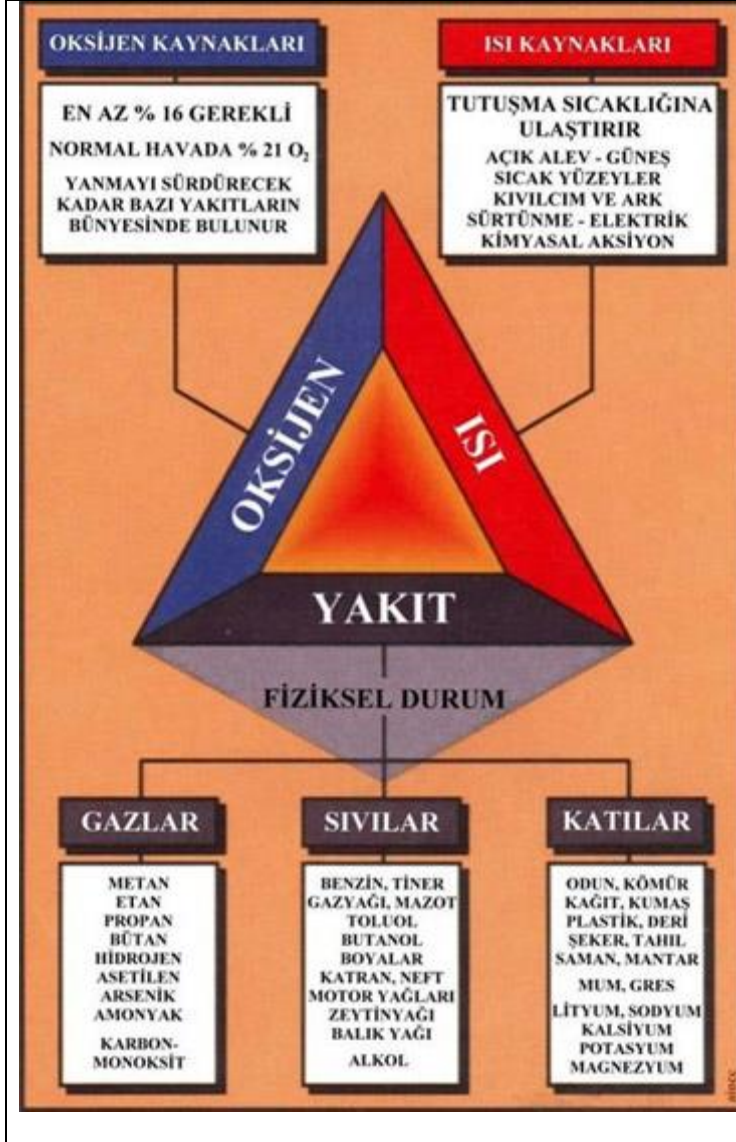 OKSİJEN KAYNAKLARI
EN AZ % 16 GEREKLİ
NORMAL HAVADA % 21 O₂
YANMAYI SÜRDÜRECEK
KADAR BAZI YAKITLARIN
BÜNYESİNDE BULUNUR
ISI KAYNAKLARI
TUTUŞMA SICAKLIĞINA
ULAŞTIRIR
AÇIK ALEV - GÜNEŞ
SICAK YÜZEYLER
KIVILCIM VE ARK
SÜRTÜNME - ELEKTRİK
KİMYASAL AKSİYON
OKSİJEN
ISI
YAKIT
FİZİKSEL DURUM
GAZLAR
METAN
ETAN
PROPAN
BÜTAN
HİDROJEN
ASETİLEN
ARSENİK
AMONYAK
KARBON-
MONOKSİT
SIVILAR
BENZİN, TİNER
GAZYAĞI, MAZOT
TOLUOL
BUTANOL
BOYALAR
KATRAN, NEFT
MOTOR YAĞLARI
ZEYTİNYAĞI
BALIK YAĞI
ALKOL
KATILAR
ODUN, KÖMÜR
KAĞIT, KUMAŞ
PLASTİK, DERİ
ŞEKER, TAHIL
SAMAN, MANTAR
MUM, GRES
LİTYUM, SODYUM
KALSİYUM
POTASYUM
MAGNEZYUM